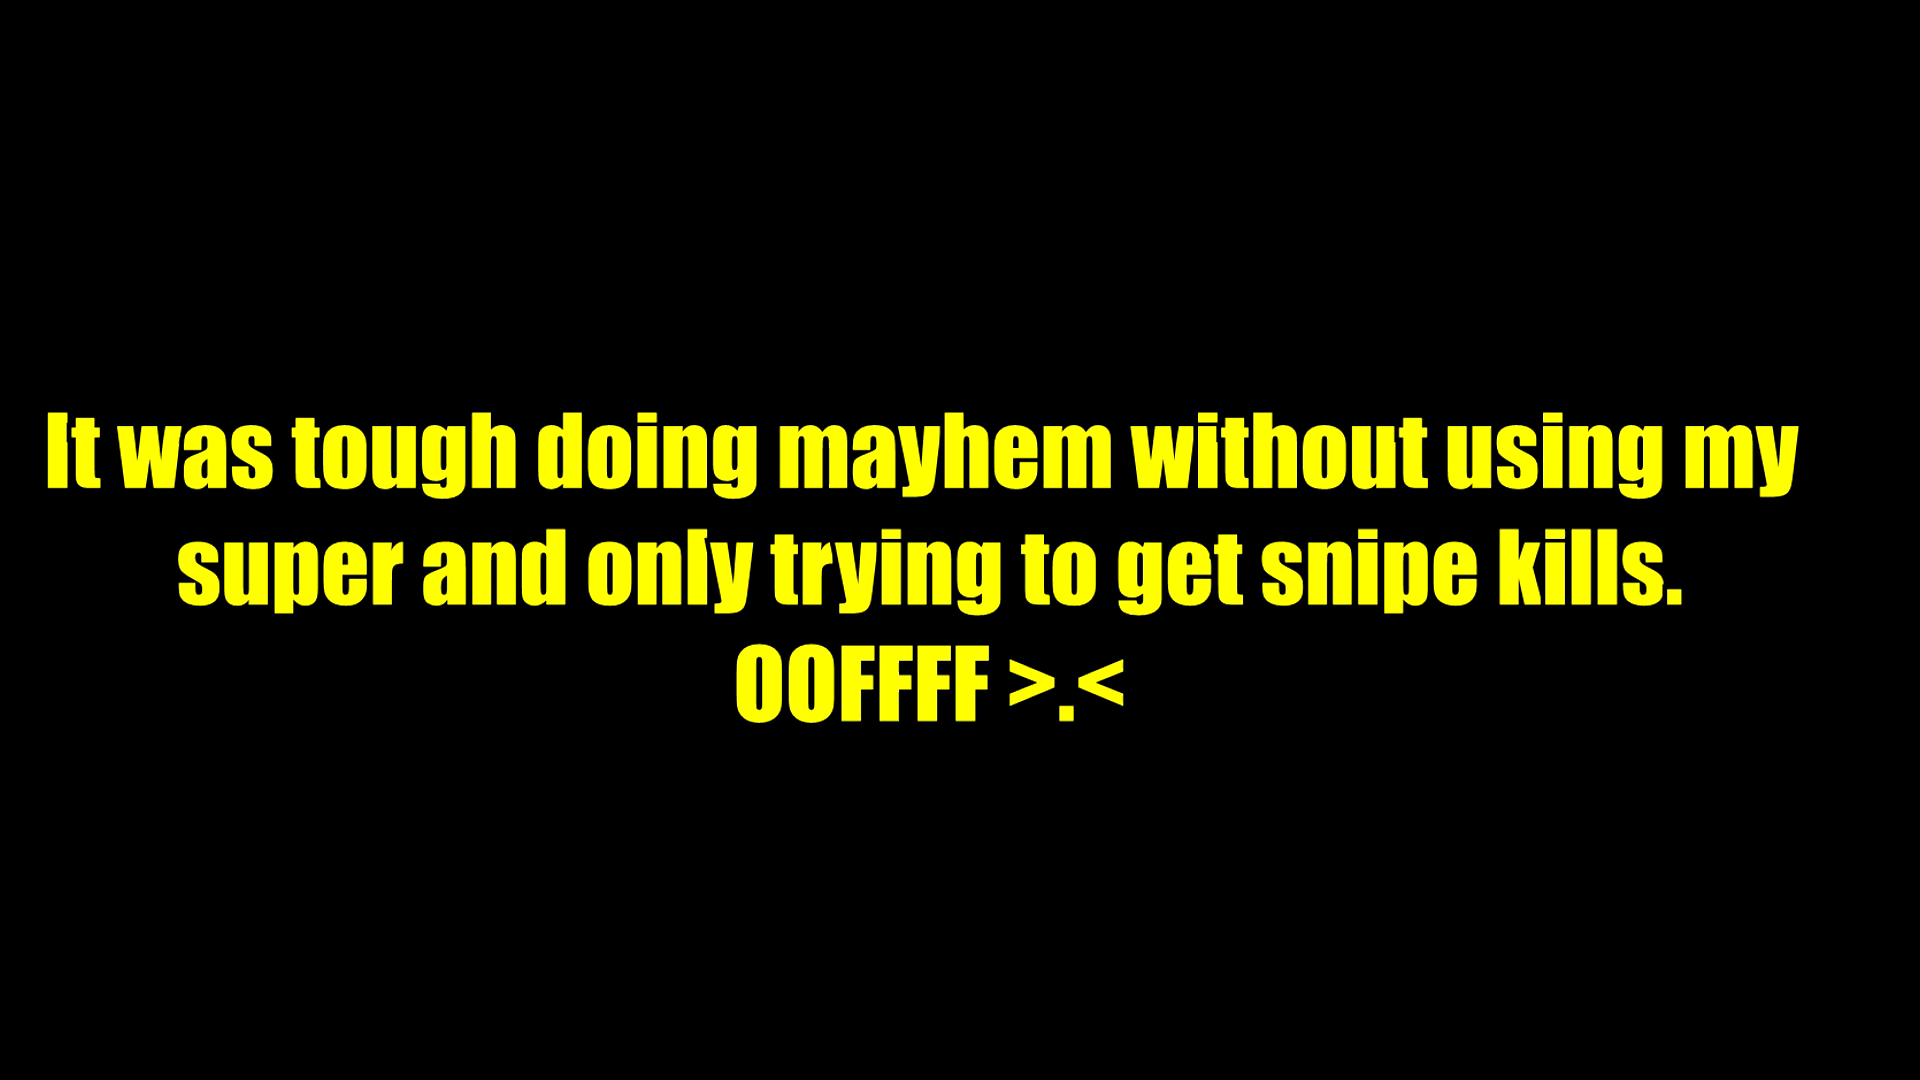 It was tough doing mayhem without using my
super and only trying to get snipe kills.
OOFFFF >.<